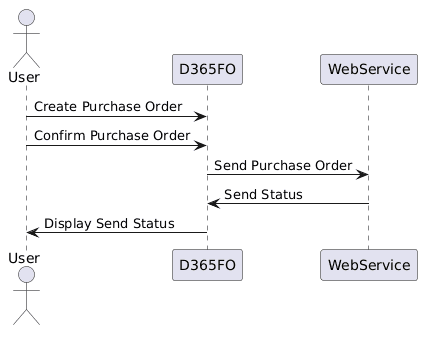 User
D365FO
WebService
Create Purchase Order
Confirm Purchase Order
Send Purchase Order
Send Status
Display Send Status
User
D365FO
WebService